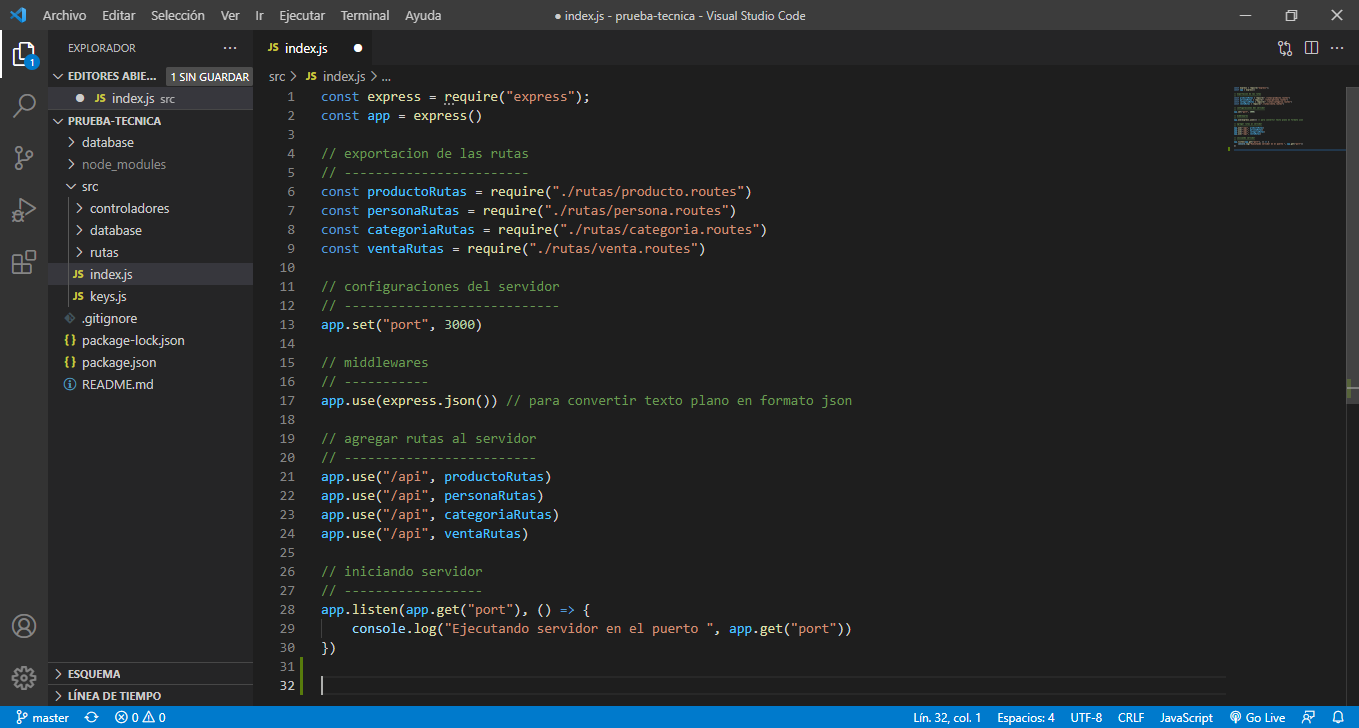 Archivo Editar Selección Ver Ir Ejecutar Terminal Ayuda
● index.js - prueba-tecnica - Visual Studio Code
EXPLORADOR
EDITORES ABIE... 1 SIN GUARDAR
JS index.js src
PRUEBA-TECNICA
database
node_modules
src
controladores
database
rutas
JS index.js
JS keys.js
.gitignore
{} package-lock.json
{} package.json
README.md
ESQUEMA
LÍNEA DE TIEMPO
1
JS index.js ●
src > JS index.js > ...
1 const express = require("express");
2 const app = express()
3
4 // exportacion de las rutas
5 // ------------------------
6 const productoRutas = require("./rutas/producto.routes")
7 const personaRutas = require("./rutas/persona.routes")
8 const categoriaRutas = require("./rutas/categoria.routes")
9 const ventaRutas = require("./rutas/venta.routes")
10
11 // configuraciones del servidor
12 // ----------------------------
13 app.set("port", 3000)
14
15 // middlewares
16 // -----------
17 app.use(express.json()) // para convertir texto plano en formato json
18
19 // agregar rutas al servidor
20 // -------------------------
21 app.use("/api", productoRutas)
22 app.use("/api", personaRutas)
23 app.use("/api", categoriaRutas)
24 app.use("/api", ventaRutas)
25
26 // iniciando servidor
27 // ------------------
28 app.listen(app.get("port"), () => {
29     console.log("Ejecutando servidor en el puerto ", app.get("port"))
30 })
31
32
master 0 0 Lín. 32, col. 1 Espacios: 4 UTF-8 CRLF JavaScript Go Live